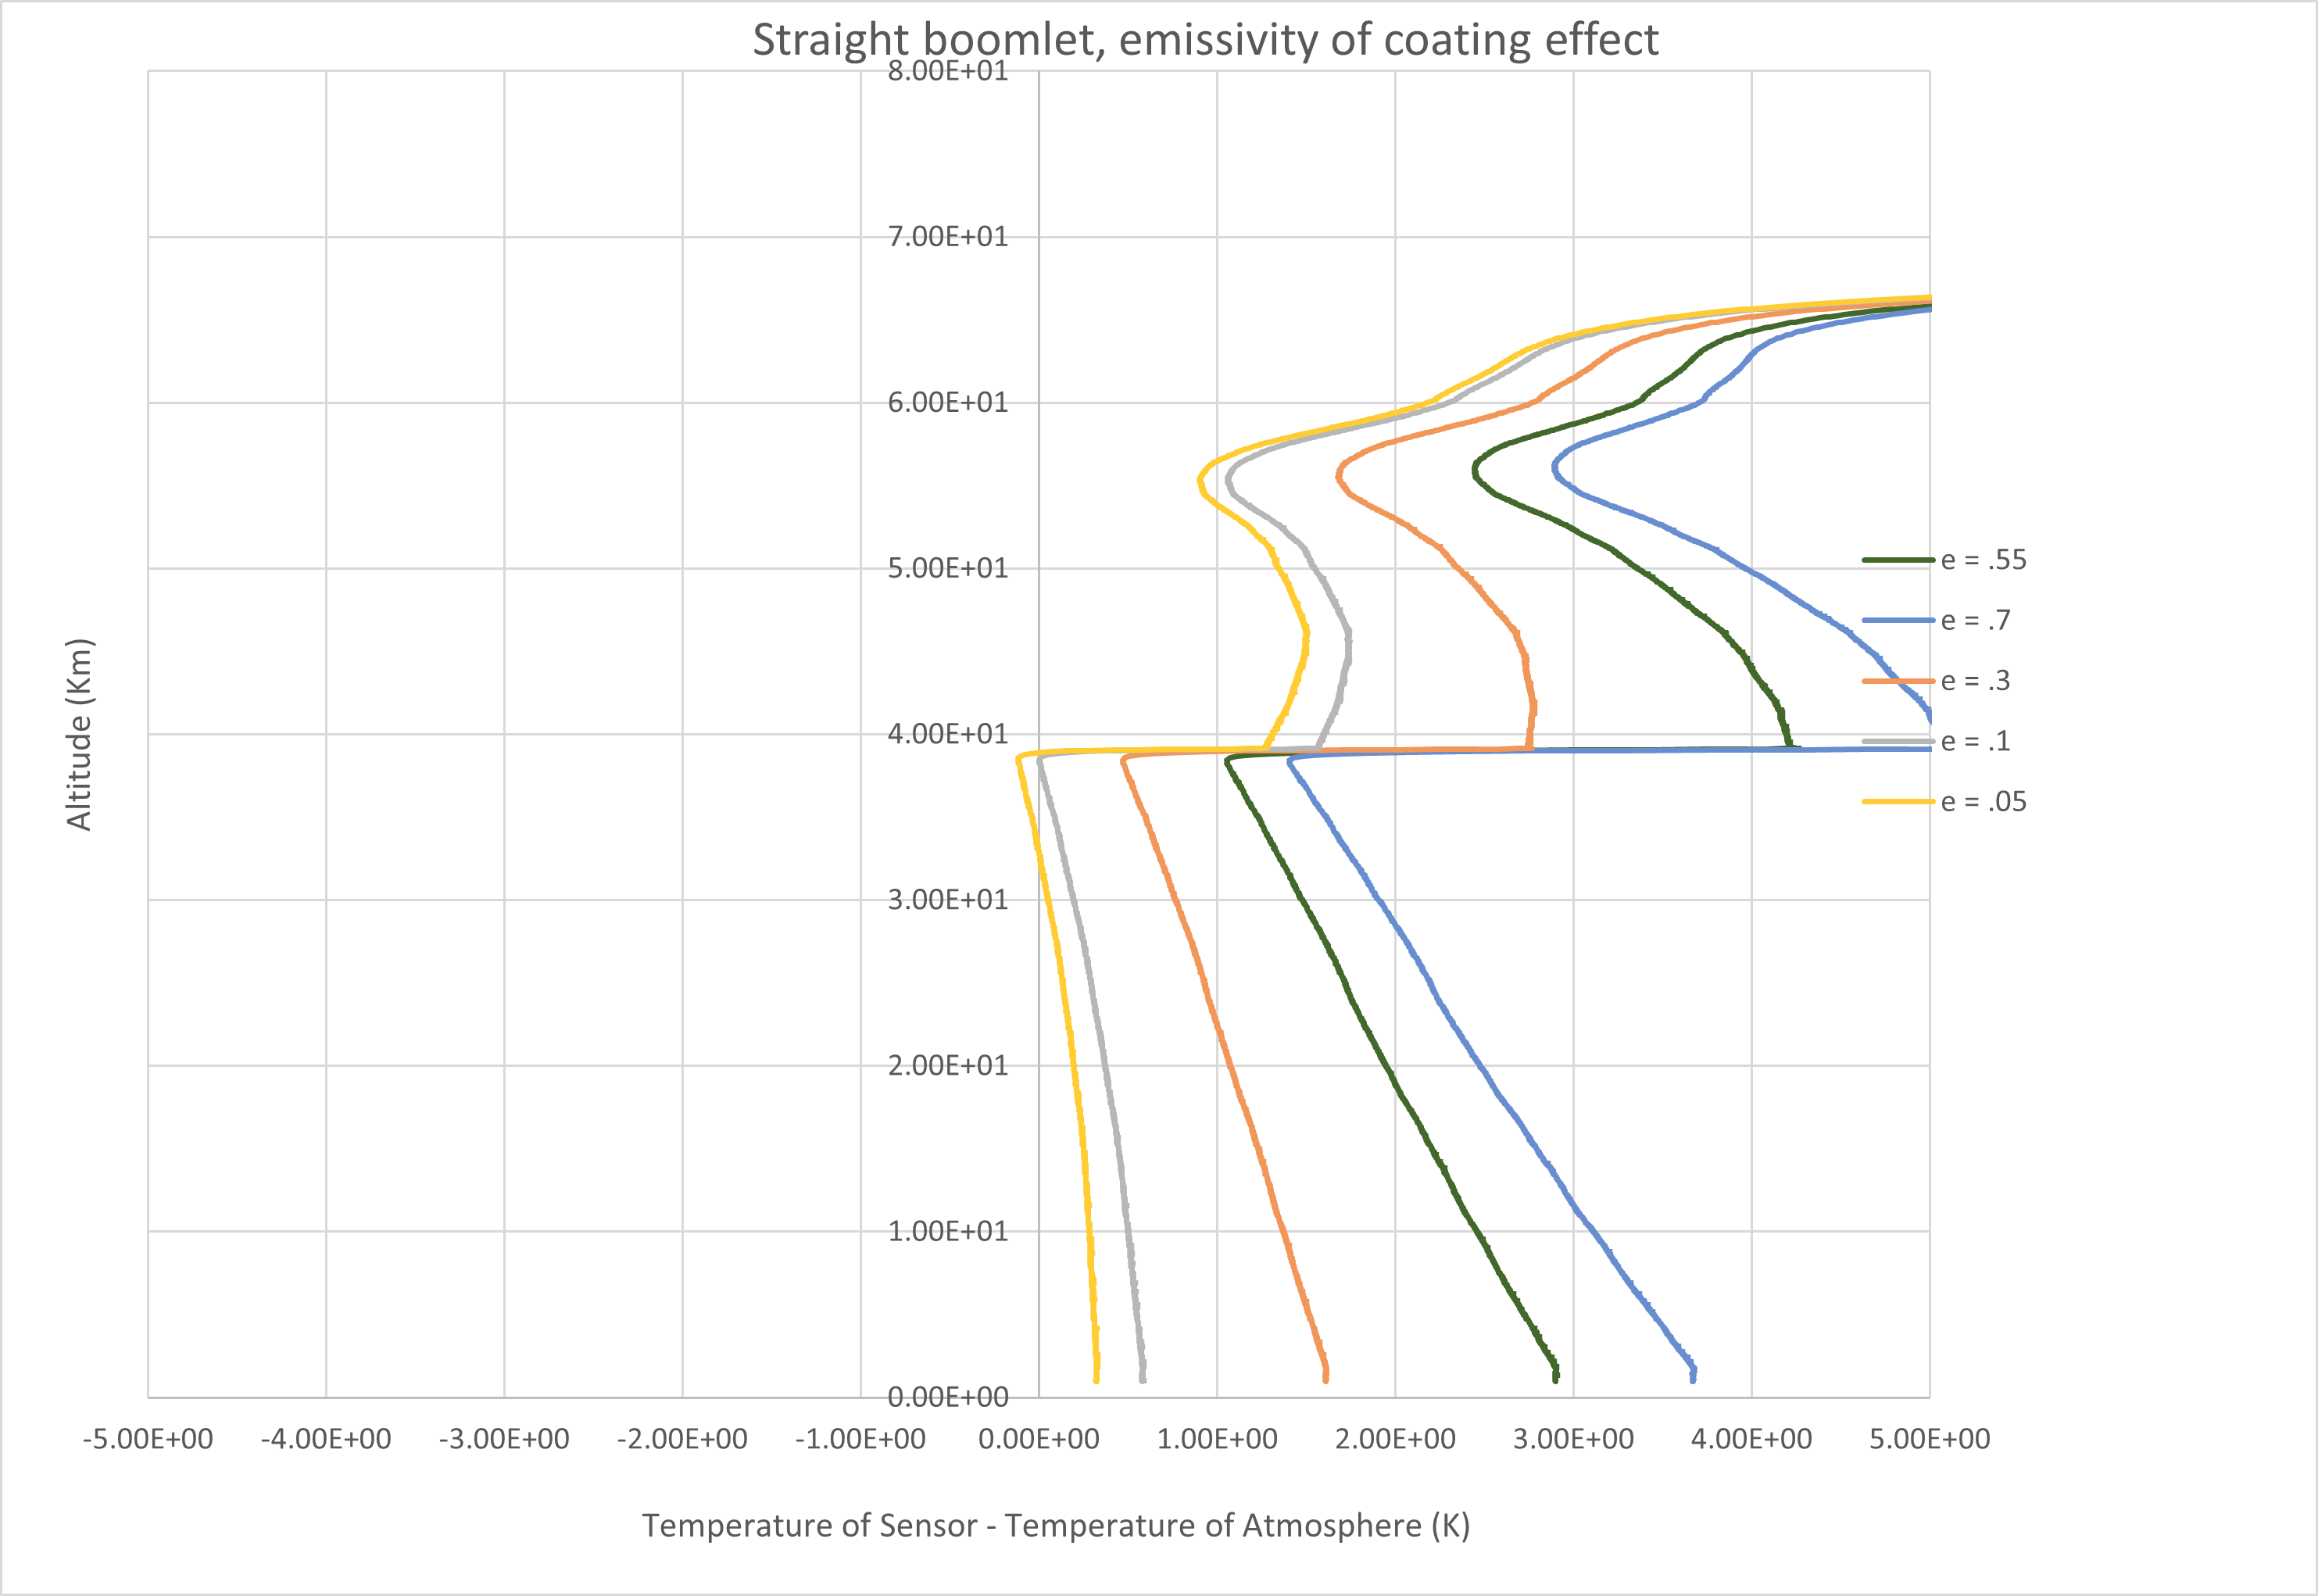 Straight boomlet, emissivity of coating effect
8.00E+01
7.00E+01
6.00E+01
5.00E+01
4.00E+01
3.00E+01
2.00E+01
1.00E+01
0.00E+00
Altitude (Km)
e = .55
e = .7
e = .3
e = .1
e = .05
-5.00E+00 -4.00E+00 -3.00E+00 -2.00E+00 -1.00E+00 0.00E+00 1.00E+00 2.00E+00 3.00E+00 4.00E+00 5.00E+00
Temperature of Sensor - Temperature of Atmosphere (K)